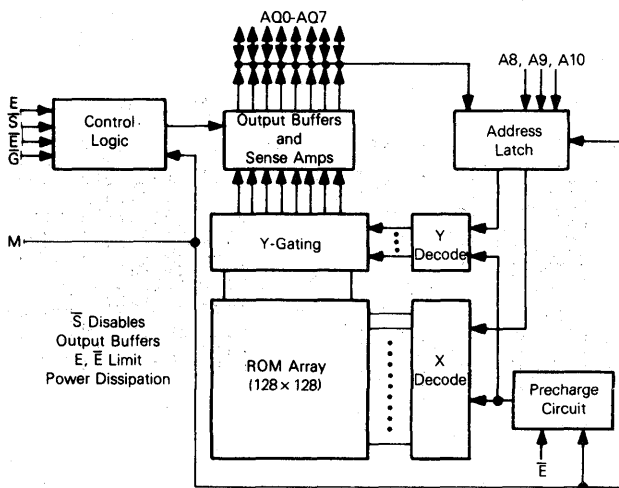 AQ0-AQ7
A8, A9, A10
E
S̅
E̅
G̅
Control
Logic
Output Buffers
and
Sense Amps
Address
Latch
M
Y-Gating
Y
Decode
S̅ Disables
Output Buffers
E, E̅ Limit
Power Dissipation
ROM Array
(128 × 128)
X
Decode
Precharge
Circuit
E̅